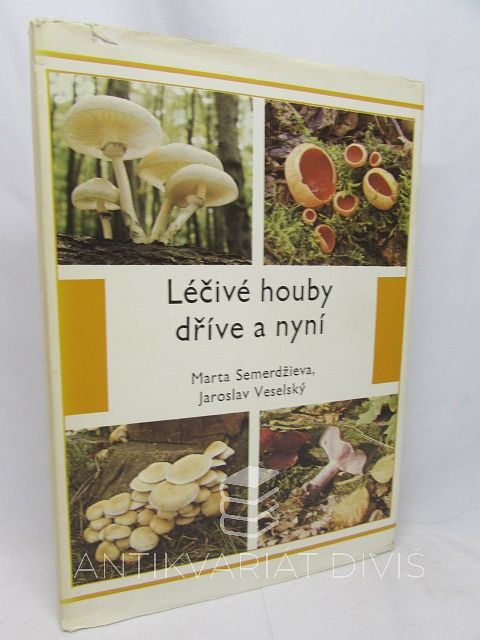 Léčivé houby
dříve a nyní
Marta Semerdžieva,
Jaroslav Veselský
ANTIKVARIÁT DIVIŠ